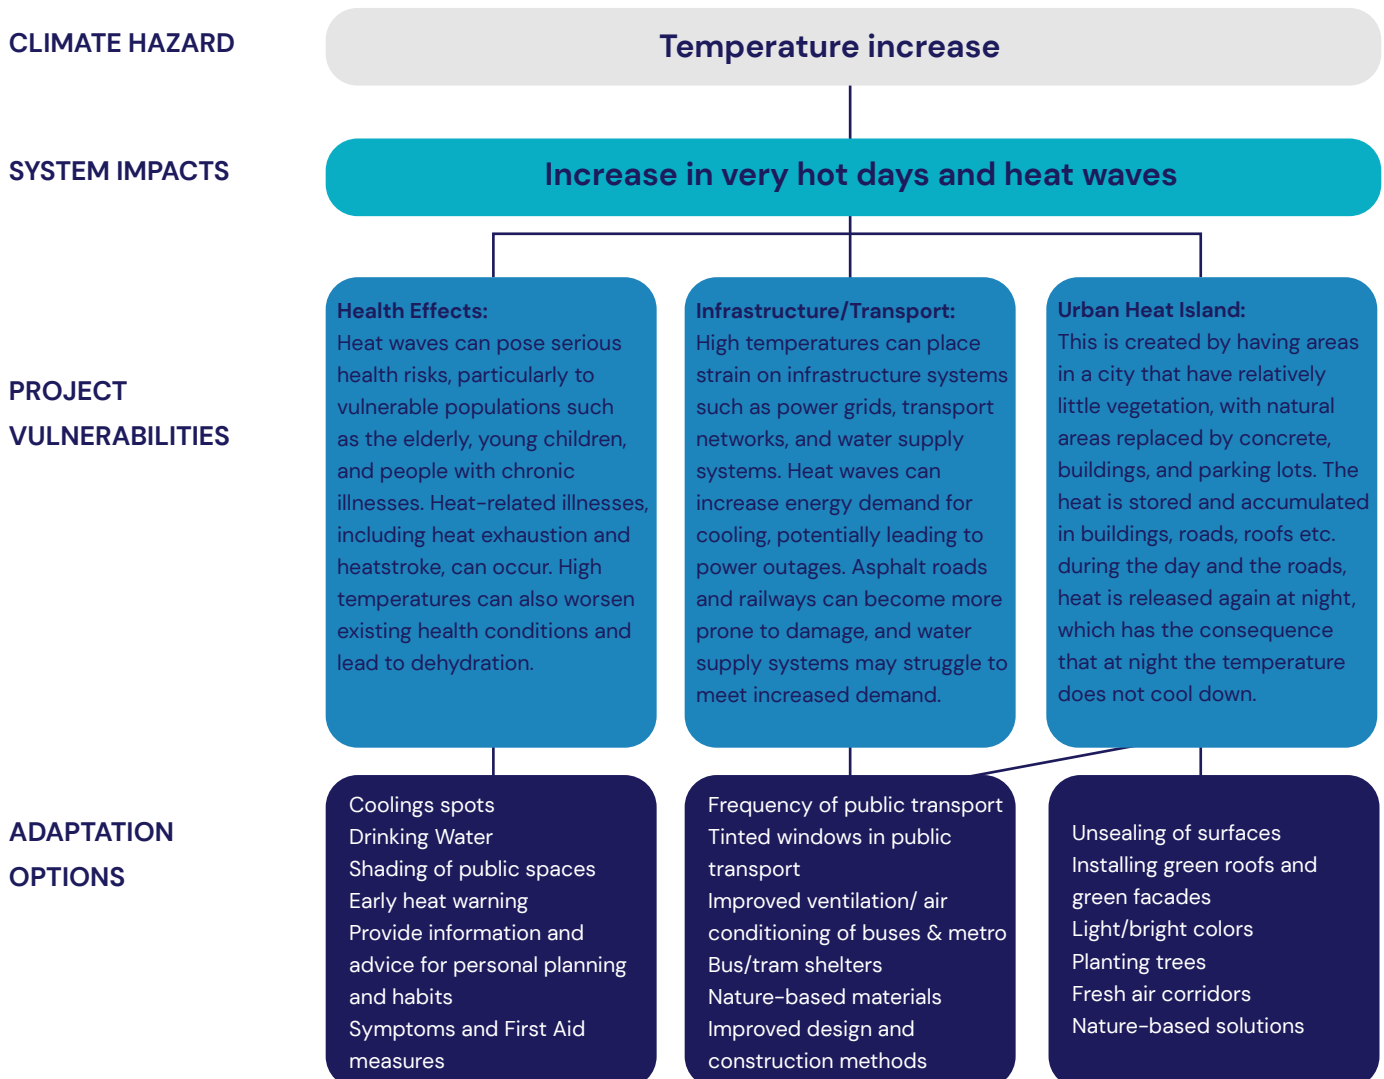 CLIMATE HAZARD
Temperature increase
SYSTEM IMPACTS
Increase in very hot days and heat waves
PROJECT
VULNERABILITIES
Health Effects:
Heat waves can pose serious
health risks, particularly to
vulnerable populations such
as the elderly, young children,
and people with chronic
illnesses. Heat-related illnesses,
including heat exhaustion and
heatstroke, can occur. High
temperatures can also worsen
existing health conditions and
lead to dehydration.
Infrastructure/Transport:
High temperatures can place
strain on infrastructure systems
such as power grids, transport
networks, and water supply
systems. Heat waves can
increase energy demand for
cooling, potentially leading to
power outages. Asphalt roads
and railways can become more
prone to damage, and water
supply systems may struggle to
meet increased demand.
Urban Heat Island:
This is created by having areas
in a city that have relatively
little vegetation, with natural
areas replaced by concrete,
buildings, and parking lots. The
heat is stored and accumulated
in buildings, roads, roofs etc.
during the day and the roads,
heat is released again at night,
which has the consequence
that at night the temperature
does not cool down.
ADAPTATION
OPTIONS
Coolings spots
Drinking Water
Shading of public spaces
Early heat warning
Provide information and
advice for personal planning
and habits
Symptoms and First Aid
measures
Frequency of public transport
Tinted windows in public
transport
Improved ventilation/ air
conditioning of buses & metro
Bus/tram shelters
Nature-based materials
Improved design and
construction methods
Unsealing of surfaces
Installing green roofs and
green facades
Light/bright colors
Planting trees
Fresh air corridors
Nature-based solutions